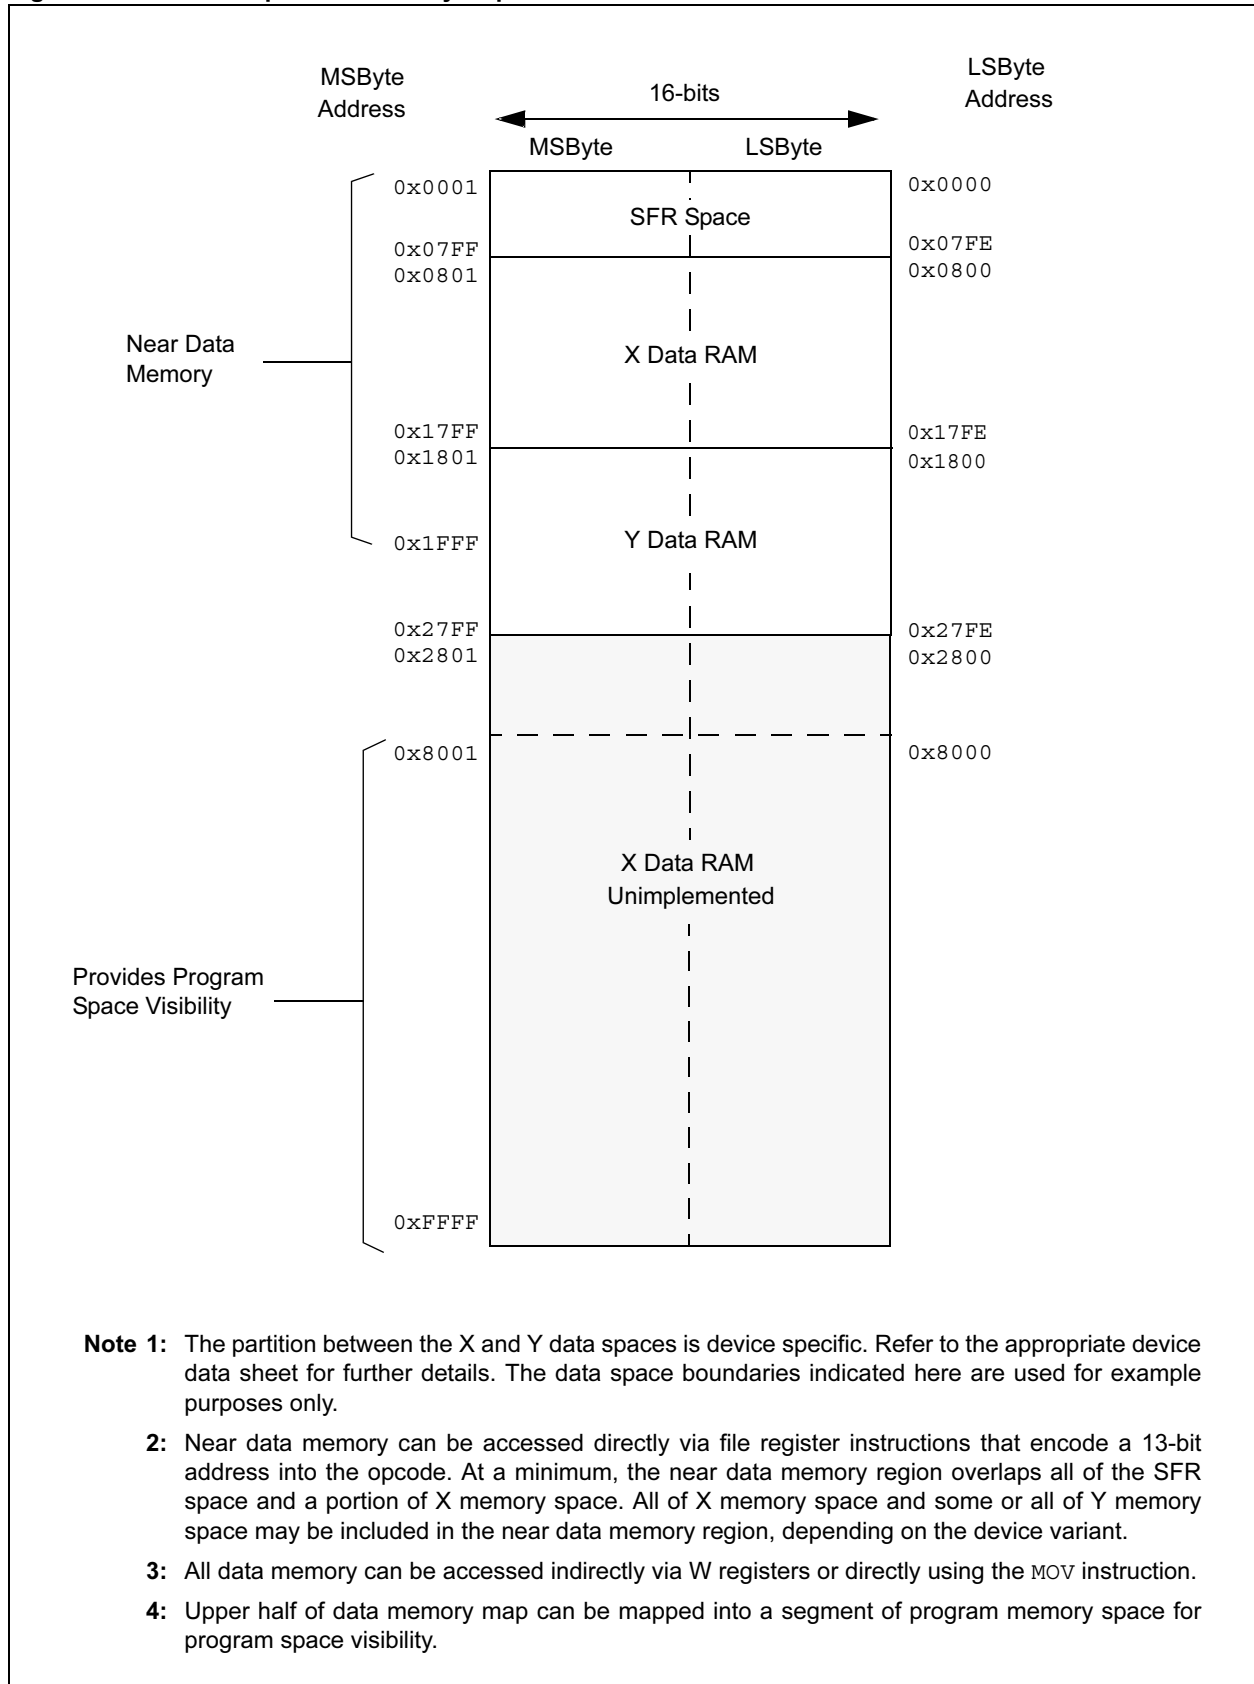 MSByte
Address
16-bits
LSByte
Address
MSByte
LSByte
0x0001
0x0000
SFR Space
0x07FF
0x07FE
0x0801
0x0800
Near Data
Memory
X Data RAM
0x17FF
0x17FE
0x1801
0x1800
0x1FFF
Y Data RAM
0x27FF
0x27FE
0x2801
0x2800
0x8001
0x8000
X Data RAM
Unimplemented
Provides Program
Space Visibility
0xFFFF
Note 1: The partition between the X and Y data spaces is device specific. Refer to the appropriate device
data sheet for further details. The data space boundaries indicated here are used for example
purposes only.
2: Near data memory can be accessed directly via file register instructions that encode a 13-bit
address into the opcode. At a minimum, the near data memory region overlaps all of the SFR
space and a portion of X memory space. All of X memory space and some or all of Y memory
space may be included in the near data memory region, depending on the device variant.
3: All data memory can be accessed indirectly via W registers or directly using the MOV instruction.
4: Upper half of data memory map can be mapped into a segment of program memory space for
program space visibility.